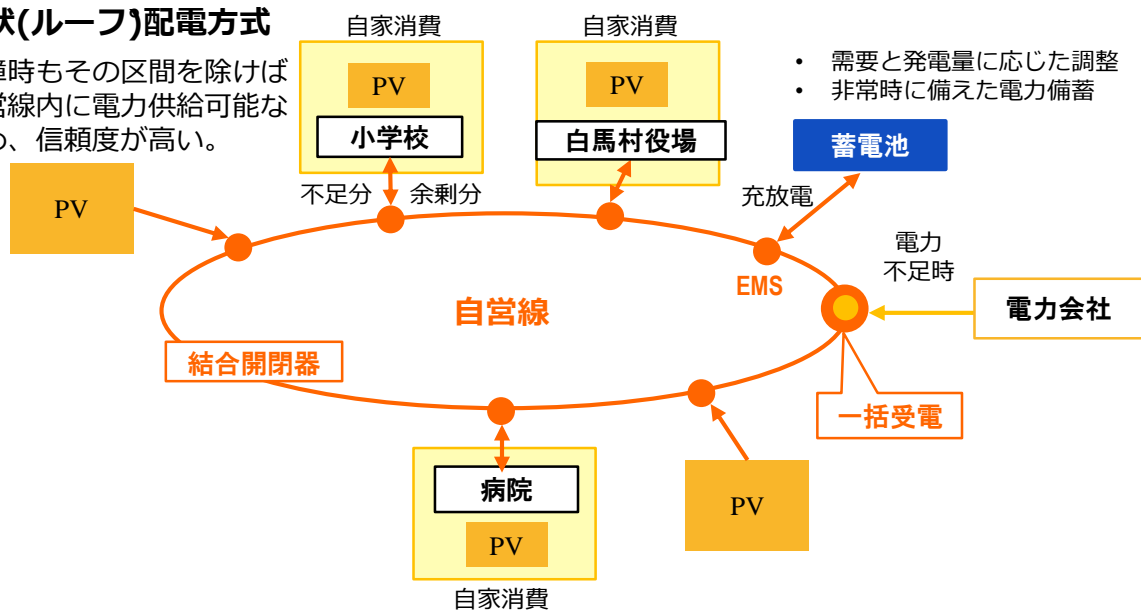 状(ループ)配電方式
障時もその区間を除けば
営線内に電力供給可能な
め、信頼度が高い。
自家消費
PV
小学校
不足分
余剰分
自家消費
PV
白馬村役場
• 需要と発電量に応じた調整
• 非常時に備えた電力備蓄
蓄電池
充放電
PV
電力
不足時
EMS
自営線
電力会社
結合開閉器
一括受電
病院
PV
自家消費
PV